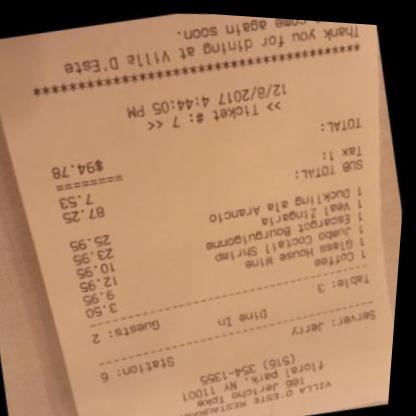 VILLA D'ESTE RESTAURANT
186 Jericho Tpke
floral park, NY 11001
(516) 354-1355
Server: Jerry Station: 6
Table: 3 Dine In Guests: 2
1 Coffee 3.50
1 Glass House Wine 9.95
1 Jumbo Coctail Shrimp 12.95
1 Escargot Bourguigonne 10.95
1 Veal Zingaria 23.95
1 Duckling ala Arancio 25.95
SUB TOTAL: 87.25
Tax 1: 7.53
========
TOTAL: $94.78
>> Ticket #: 7 <<
12/8/2017 4:44:05 PM
Thank you for dining at Villa D'Este
come again soon.